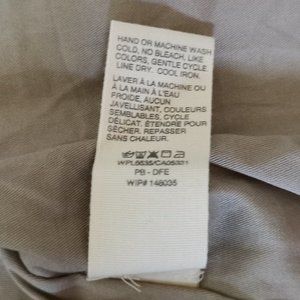 HAND OR MACHINE WASH
COLD, NO BLEACH, LIKE
COLORS, GENTLE CYCLE
LINE DRY. COOL IRON.
LAVER À LA MACHINE OU
À LA MAIN À L'EAU
FROIDE, AUCUN
JAVELLISANT, COULEURS
SEMBLABLES, CYCLE
DÉLICAT. ÉTENDRE POUR
SÉCHER. REPASSER
SANS CHALEUR.
PB - DFE
WIP# 146035